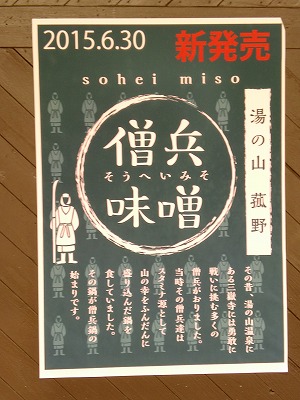 2015.6.30
新発売
sohei miso
僧兵
そうへいみそ
味噌
湯の山 菰野
その昔、湯の山温泉に
ある三嶽寺には勇敢に
戦いに挑む多くの
僧兵がおりました。
当時その僧兵達は
スタミナ源として
山の幸をふんだんに
盛り込んだ鍋を
食していました。
その鍋が僧兵鍋の
始まりです。